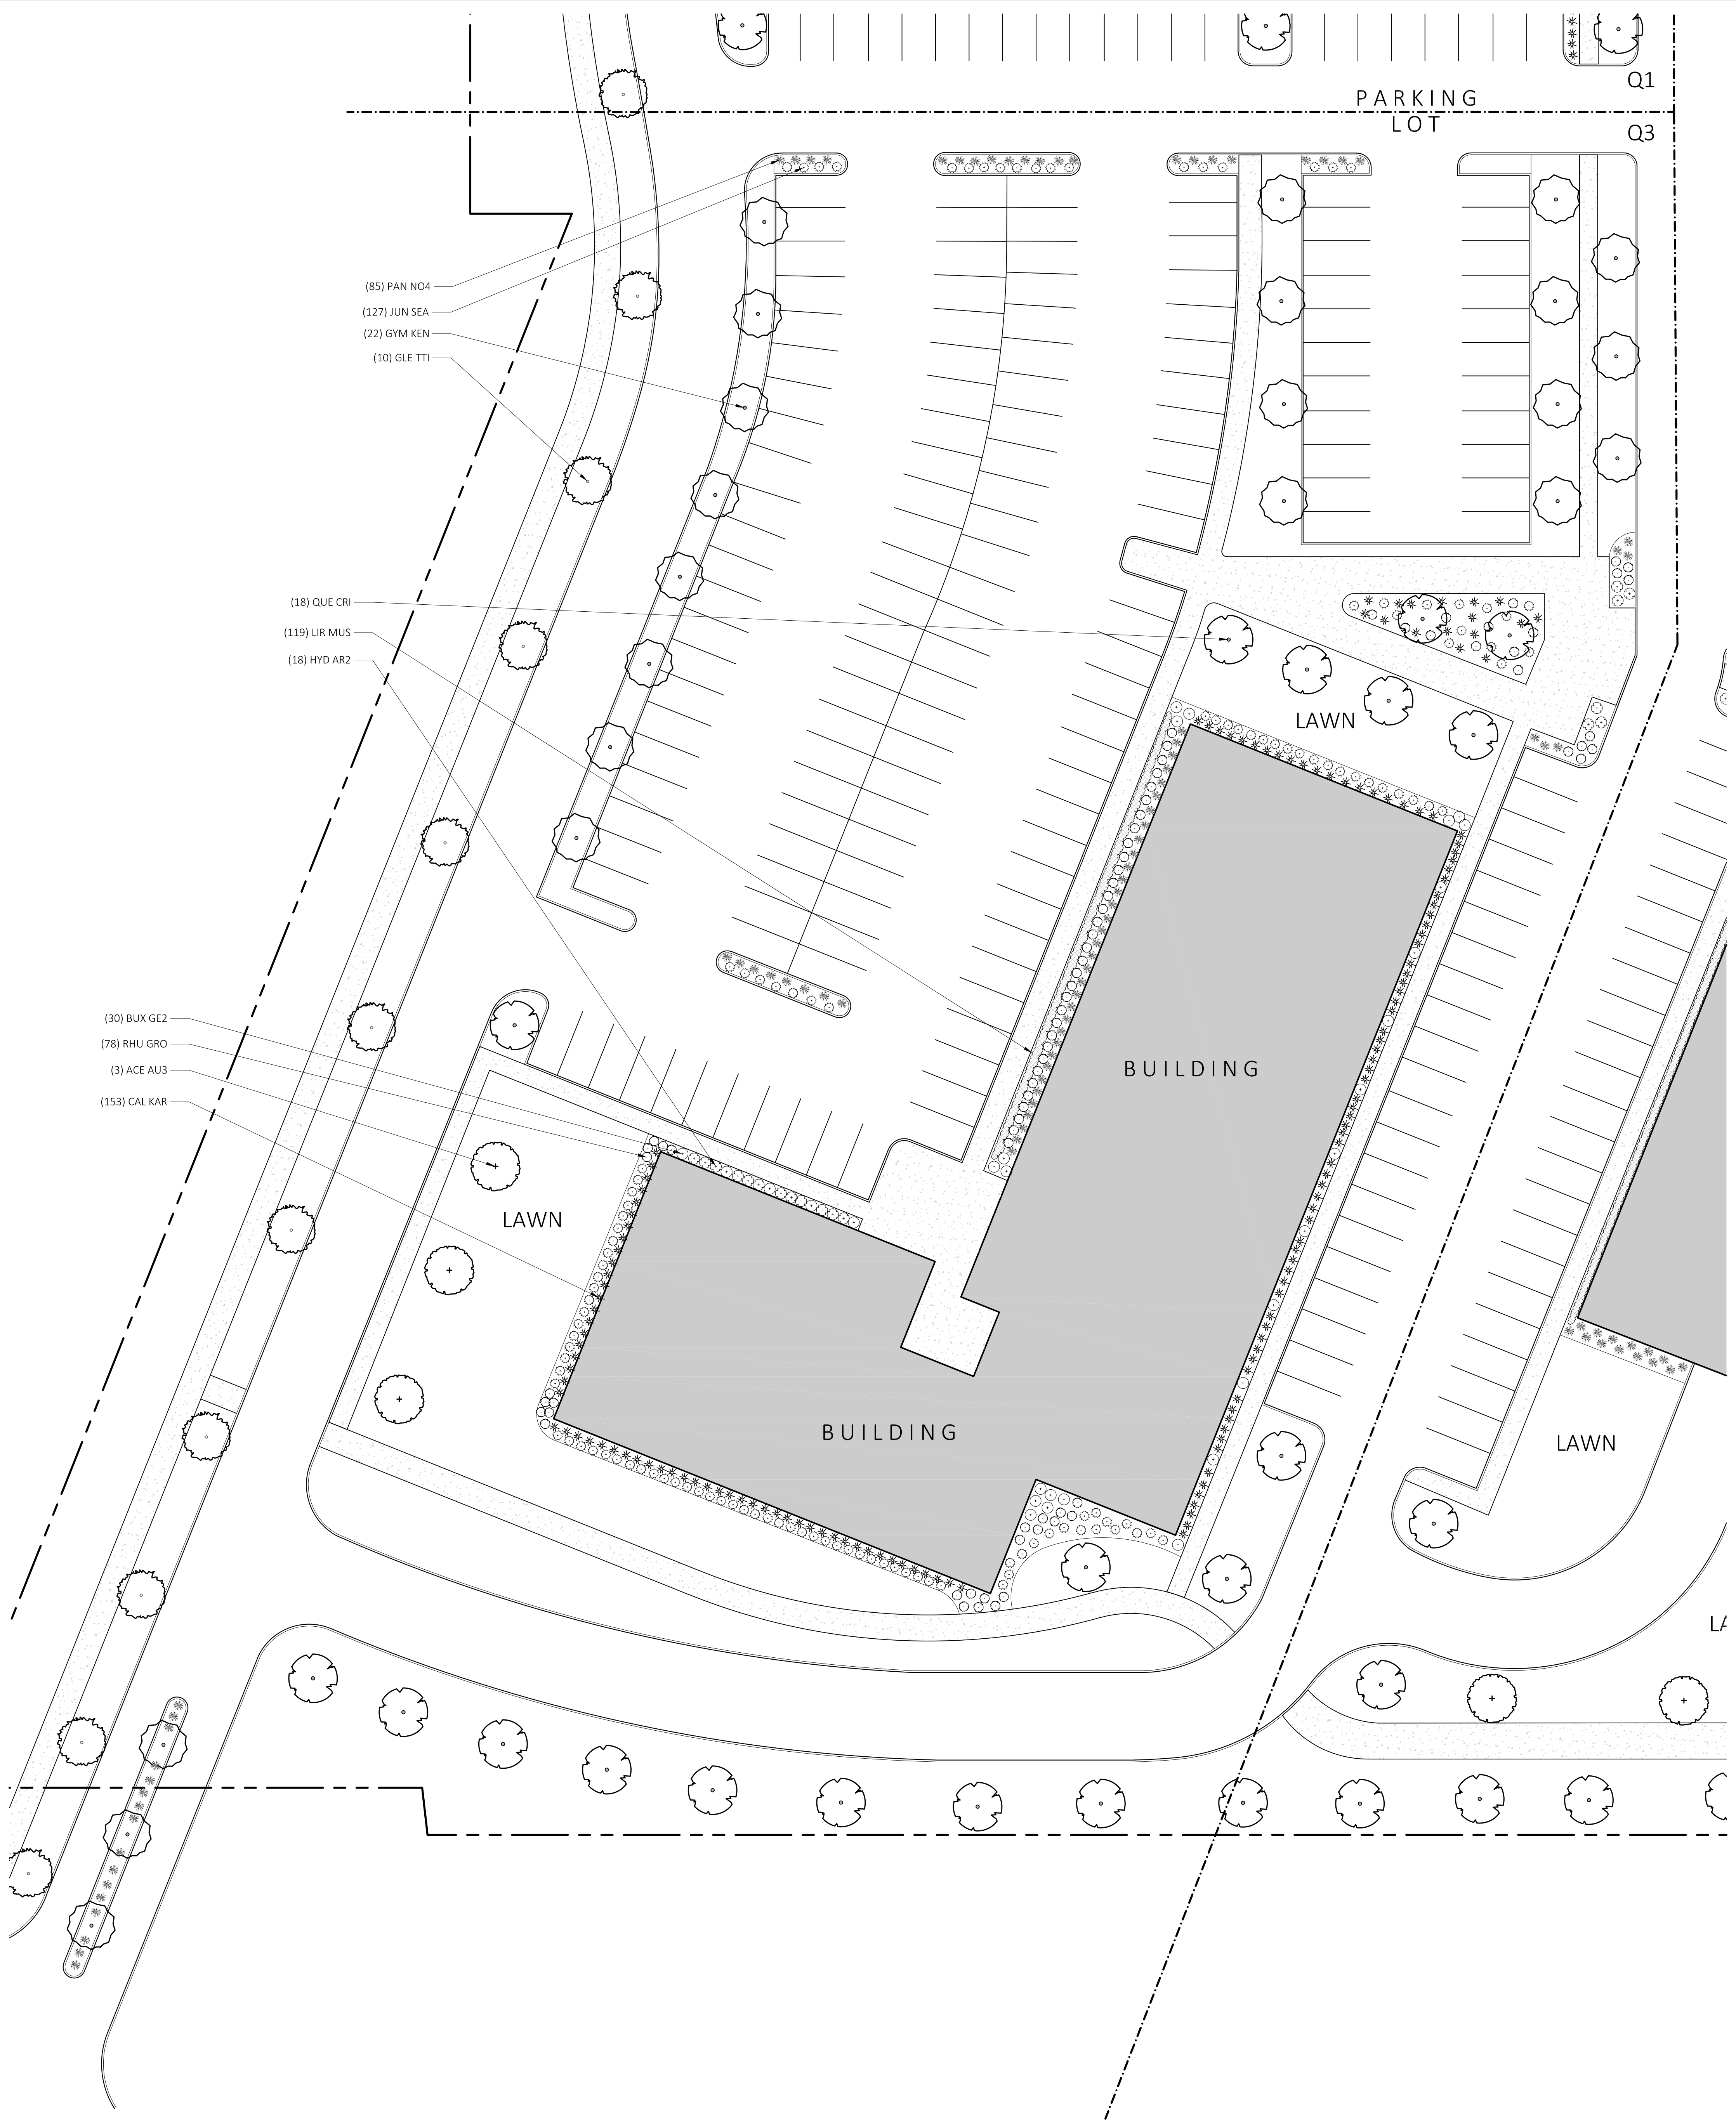 Q1
PARKING
LOT
Q3
(85) PAN NO4
(127) JUN SEA
(22) GYM KEN
(10) GLE TTI
(18) QUE CRI
(119) LIR MUS
(18) HYD AR2
LAWN
(30) BUX GE2
(78) RHU GRO
(3) ACE AU3
(153) CAL KAR
BUILDING
LAWN
BUILDING
LAWN
LA